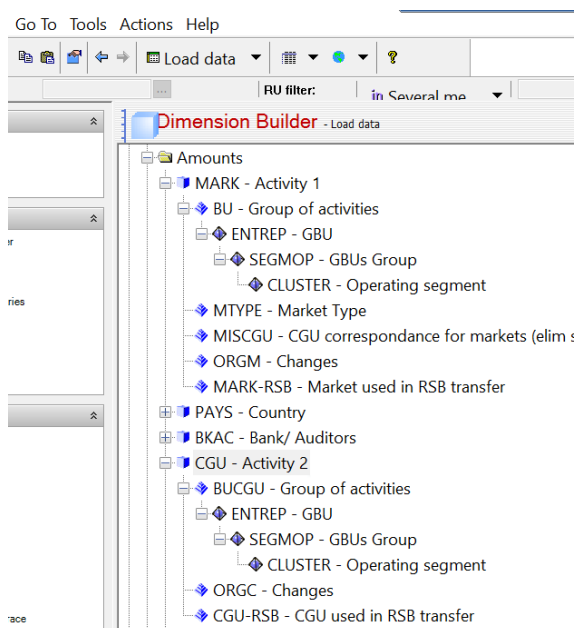 Go To Tools Actions Help
Load data
RU filter:
in Several me
Dimension Builder - Load data
Amounts
MARK - Activity 1
BU - Group of activities
er
ENTREP - GBU
SEGMOP - GBUs Group
CLUSTER - Operating segment
ries
MTYPE - Market Type
MISCGU - CGU correspondance for markets (elim s
ORGM - Changes
MARK-RSB - Market used in RSB transfer
PAYS - Country
BKAC - Bank/ Auditors
CGU - Activity 2
BUCGU - Group of activities
ENTREP - GBU
SEGMOP - GBUs Group
CLUSTER - Operating segment
ORGC - Changes
race
CGU-RSB - CGU used in RSB transfer